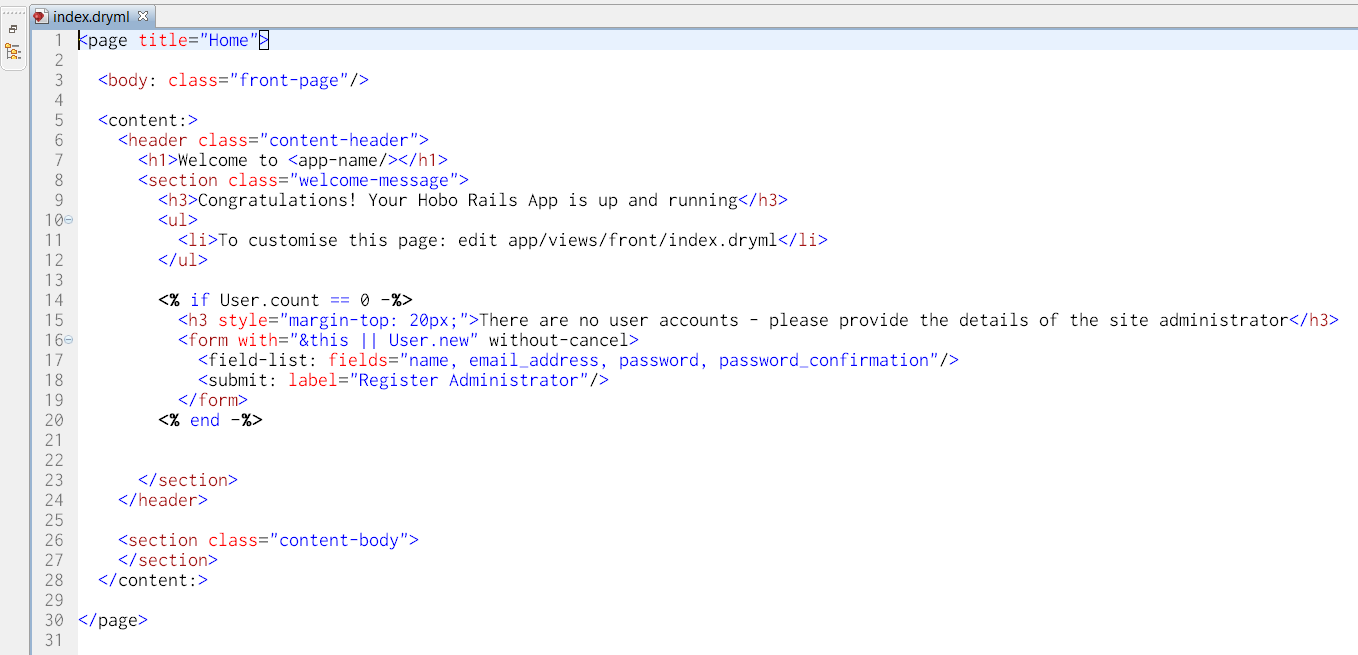 index.dryml
1 <page title="Home">
2
3   <body: class="front-page"/>
4
5   <content:>
6     <header class="content-header">
7       <h1>Welcome to <app-name/></h1>
8       <section class="welcome-message">
9         <h3>Congratulations! Your Hobo Rails App is up and running</h3>
10         <ul>
11           <li>To customise this page: edit app/views/front/index.dryml</li>
12         </ul>
13
14         <% if User.count == 0 -%>
15           <h3 style="margin-top: 20px;">There are no user accounts - please provide the details of the site administrator</h3>
16           <form with="&this || User.new" without-cancel>
17             <field-list: fields="name, email_address, password, password_confirmation"/>
18             <submit: label="Register Administrator"/>
19           </form>
20         <% end -%>
21
22
23       </section>
24     </header>
25
26     <section class="content-body">
27     </section>
28   </content:>
29
30 </page>
31